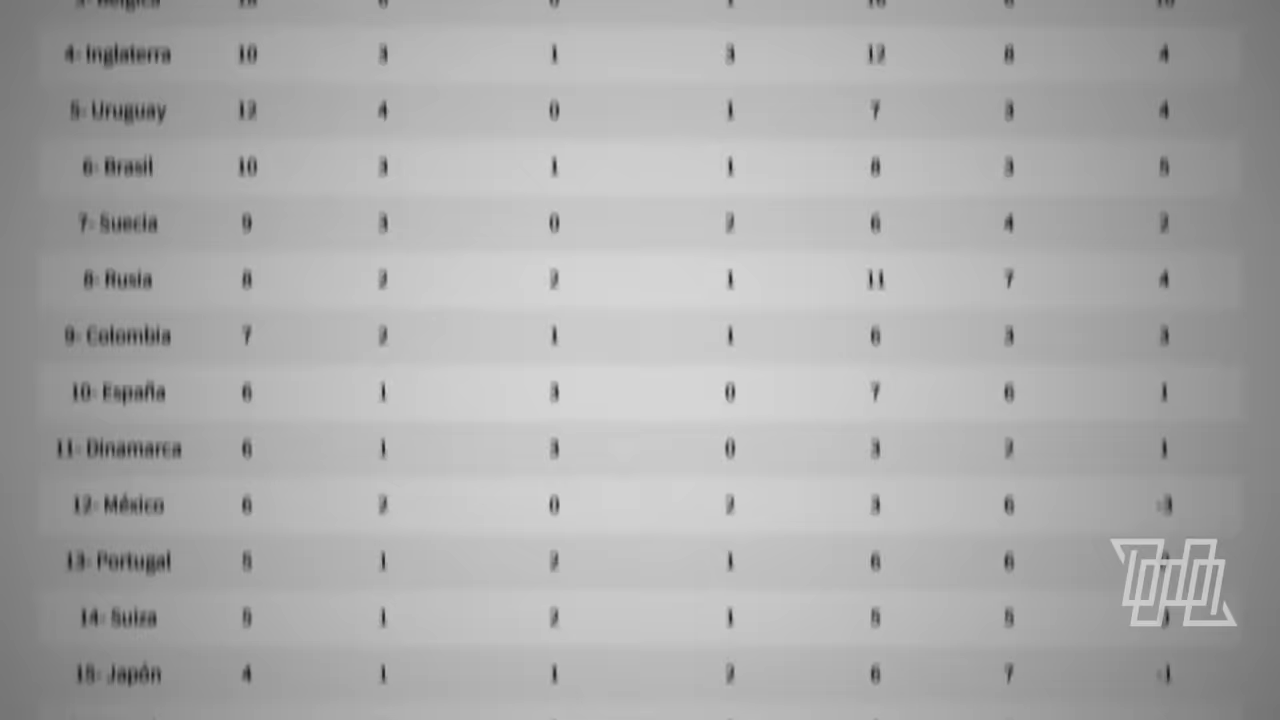 4- Inglaterra 10 3 1 3 12 8 4
5- Uruguay 12 4 0 1 7 3 4
6- Brasil 10 3 1 1 8 3 5
7- Suecia 9 3 0 2 6 4 2
8- Rusia 8 2 2 1 11 7 4
9- Colombia 7 2 1 1 6 3 3
10- España 6 1 3 0 7 6 1
11- Dinamarca 6 1 3 0 3 2 1
12- México 6 2 0 2 3 6 -3
13- Portugal 5 1 2 1 6 6
14- Suiza 5 1 2 1 5 5
15- Japón 4 1 1 2 6 7 -1